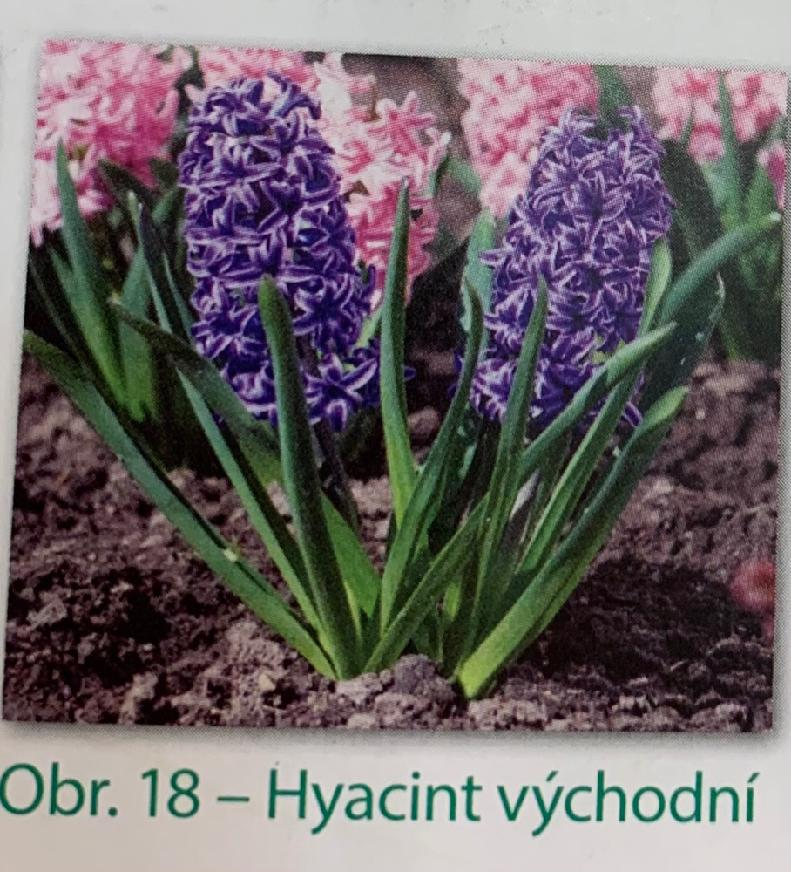 Obr. 18 – Hyacint východní